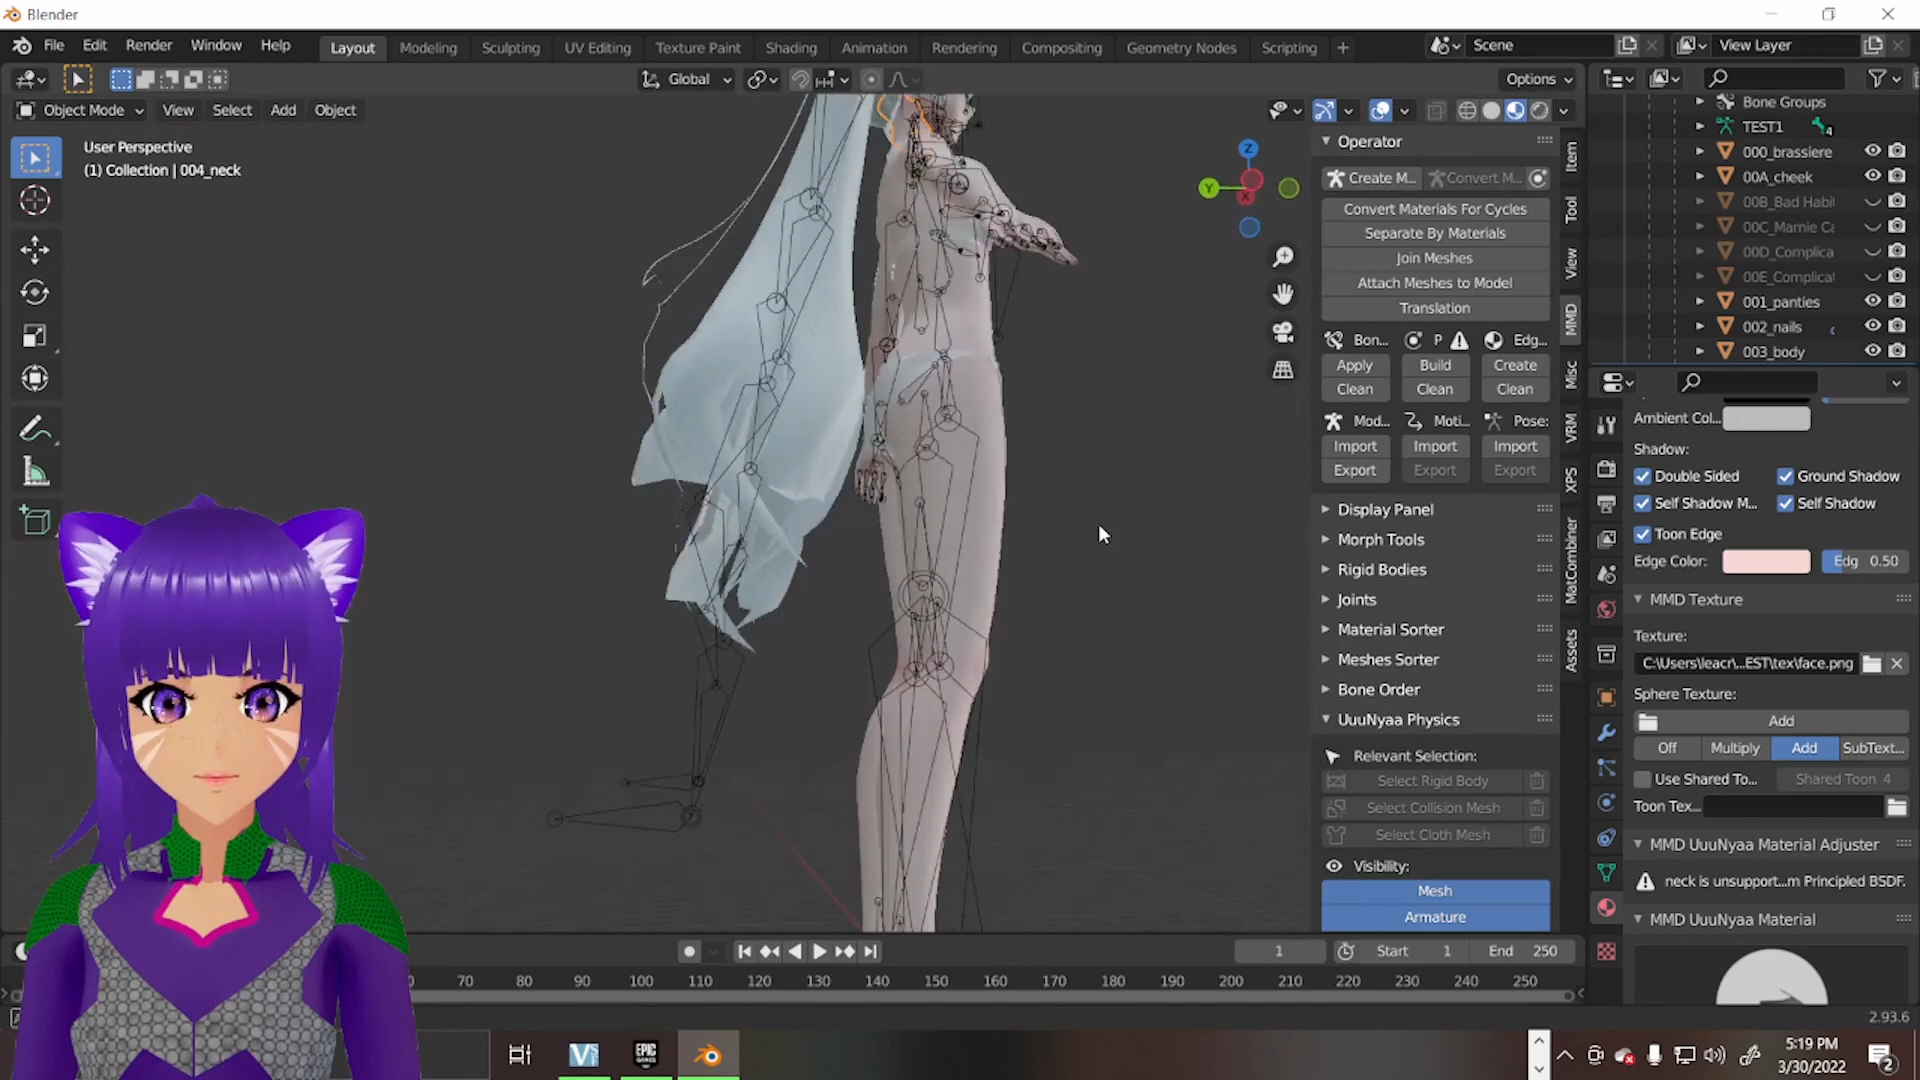 Blender
File Edit Render Window Help Layout Modeling Sculpting UV Editing Texture Paint Shading Animation Rendering Compositing Geometry Nodes Scripting + Scene View Layer
Global Options
Object Mode View Select Add Object
User Perspective
(1) Collection | 004_neck
Z
Y
X
Operator
Create M... Convert M...
Convert Materials For Cycles
Separate By Materials
Join Meshes
Attach Meshes to Model
Translation
Bon... P Edg...
Apply Build Create
Clean Clean Clean
Mod... Moti... Pose:
Import Import Import
Export Export Export
Display Panel
Morph Tools
Rigid Bodies
Joints
Material Sorter
Meshes Sorter
Bone Order
UuuNyaa Physics
Relevant Selection:
Select Rigid Body
Select Collision Mesh
Select Cloth Mesh
Visibility:
Mesh
Armature
Item
Tool
View
MMD
Misc
VRM
XPS
MatCombiner
Assets
Bone Groups
TEST1 4
000_brassiere
00A_cheek
00B_Bad Habit
00C_Marnie Ca
00D_Complica
00E_Complicat
001_panties
002_nails
003_body
Ambient Col...
Shadow:
Double Sided Ground Shadow
Self Shadow M... Self Shadow
Toon Edge
Edge Color: Edg 0.50
MMD Texture
Texture:
C:\Users\leacr\...EST\tex\face.png
Sphere Texture:
Add
Off Multiply Add SubText...
Use Shared To... Shared Toon 4
Toon Tex...
MMD UuuNyaa Material Adjuster
neck is unsupport...m Principled BSDF.
MMD UuuNyaa Material
1 Start 1 End 250
70 80 90 100 110 120 130 140 150 160 170 180 190 200 210 220 230 240 250
2.93.6
EPIC GAMES
5:19 PM
3/30/2022
2